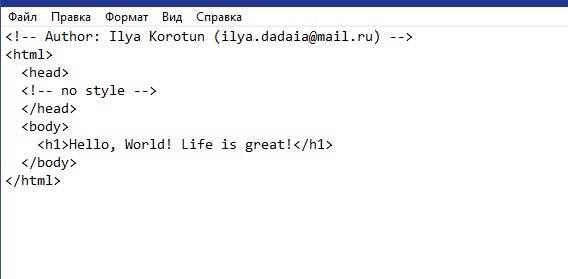 Файл Правка Формат Вид Справка
<!-- Author: Ilya Korotun (ilya.dadaia@mail.ru) -->
<html>
  <head>
  <!-- no style -->
  </head>
  <body>
    <h1>Hello, World! Life is great!</h1>
  </body>
</html>